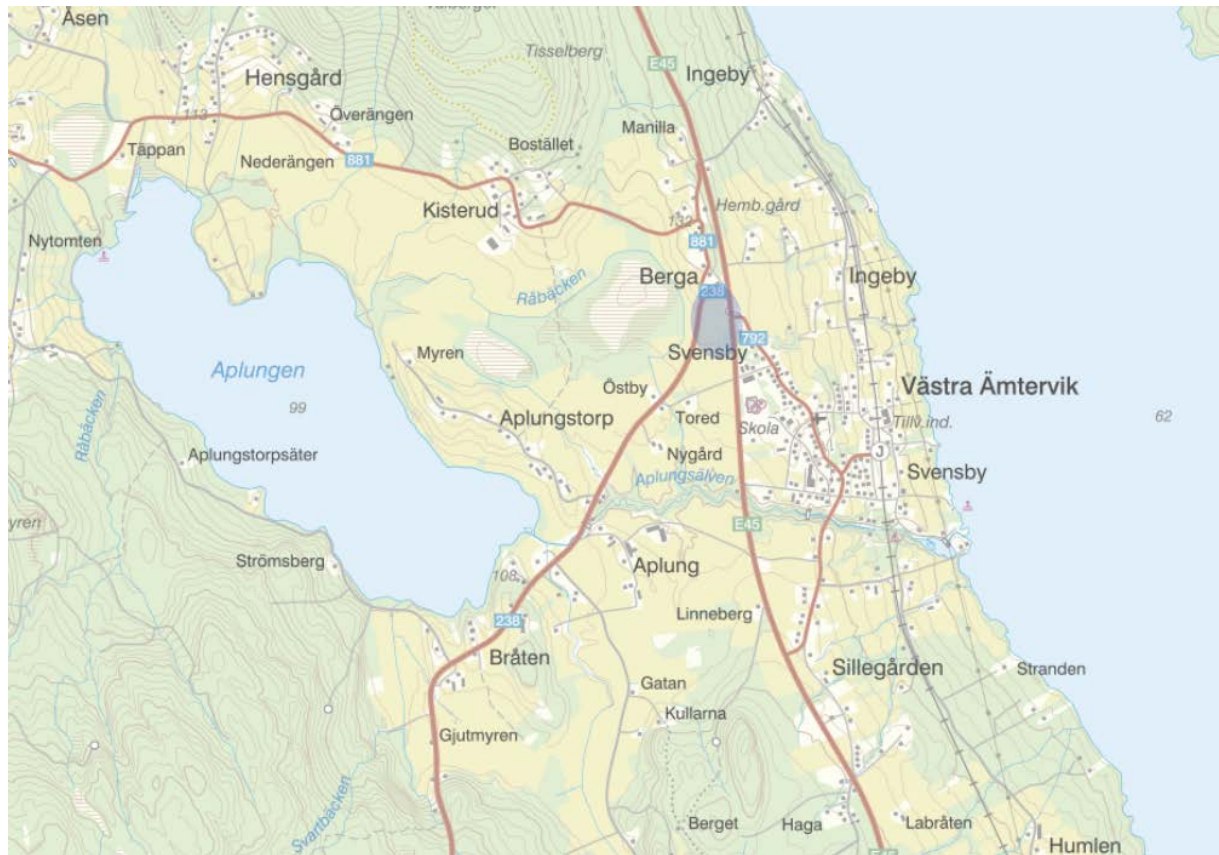 Åsen
Tisselberg
E45
Ingeby
Hensgård
113
Överängen
Manilla
Täppan
Nederängen
881
Bostället
Kisterud
132
Hemb.gård
Nytomten
881
Berga
Ingeby
Råbäcken
238
792
Myren
Svensby
Aplungen
Östby
Västra Ämtervik
99
Aplungstorp
Tored
62
Skola
Tillv.ind.
Råbäcken
Aplungstorpsäter
Nygård
J
Aplungsälven
Svensby
yren
E45
Strömsberg
Aplung
108
Linneberg
238
Bråten
Sillegården
Stranden
Gatan
Kullarna
Gjutmyren
Svartbäcken
Berget
Haga
Labråten
Humlen
E45